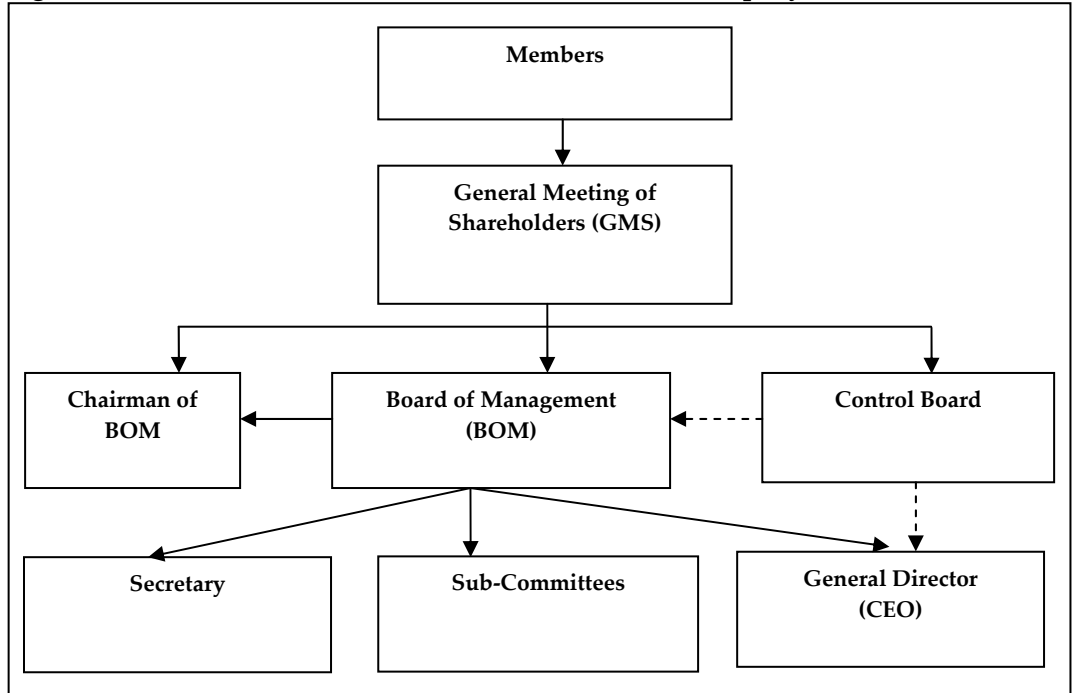 Members
General Meeting of
Shareholders (GMS)
Chairman of
BOM
Board of Management
(BOM)
Control Board
Secretary
Sub-Committees
General Director
(CEO)